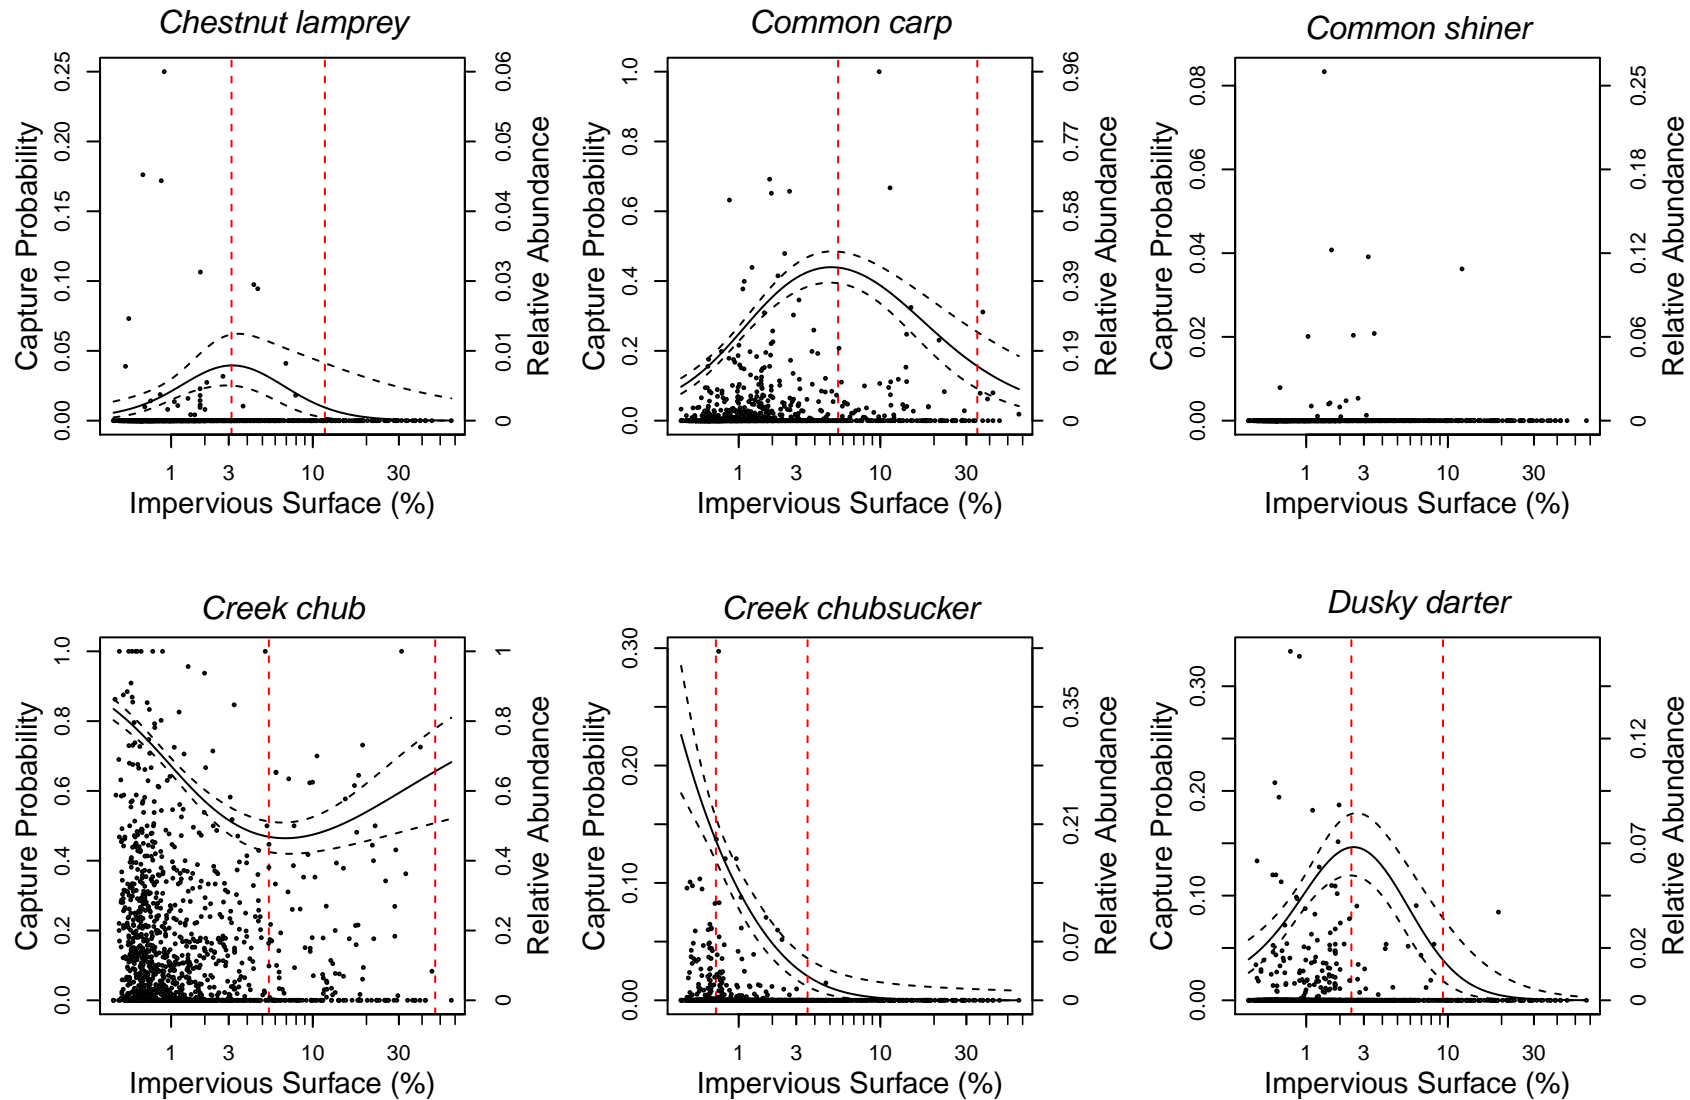 Chestnut lamprey
Capture Probability
0.00 0.05 0.10 0.15 0.20 0.25
Relative Abundance
0 0.01 0.03 0.04 0.05 0.06
1 3 10 30
Impervious Surface (%)
Common carp
Capture Probability
0.0 0.2 0.4 0.6 0.8 1.0
Relative Abundance
0 0.19 0.39 0.58 0.77 0.96
1 3 10 30
Impervious Surface (%)
Common shiner
Capture Probability
0.00 0.02 0.04 0.06 0.08
Relative Abundance
0 0.06 0.12 0.18 0.25
1 3 10 30
Impervious Surface (%)
Creek chub
Capture Probability
0.0 0.2 0.4 0.6 0.8 1.0
Relative Abundance
0 0.2 0.4 0.6 0.8 1
1 3 10 30
Impervious Surface (%)
Creek chubsucker
Capture Probability
0.00 0.10 0.20 0.30
Relative Abundance
0 0.07 0.21 0.35
1 3 10 30
Impervious Surface (%)
Dusky darter
Capture Probability
0.00 0.10 0.20 0.30
Relative Abundance
0 0.02 0.07 0.12
1 3 10 30
Impervious Surface (%)